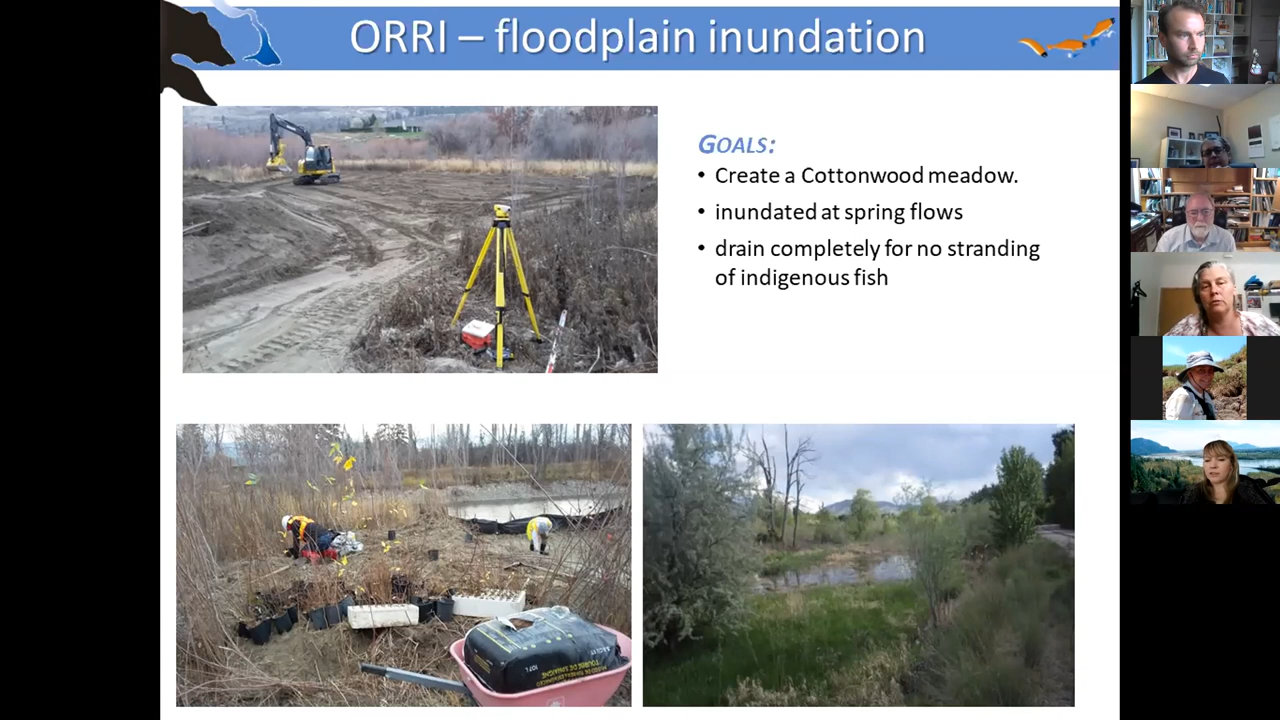 ORRI – floodplain inundation
GOALS:
• Create a Cottonwood meadow.
• inundated at spring flows
• drain completely for no stranding
of indigenous fish
107 L